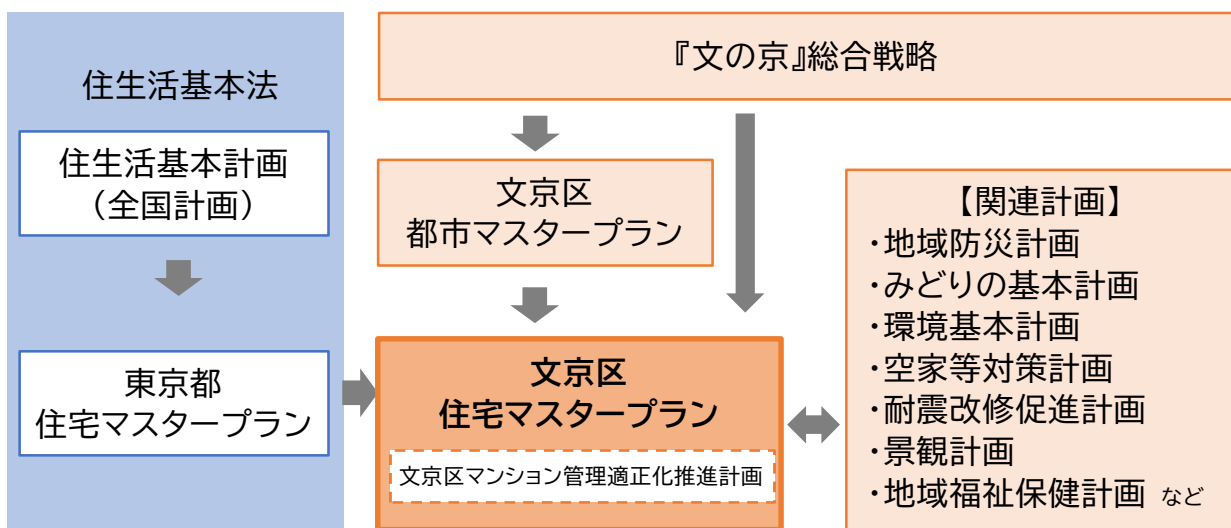 住生活基本法
住生活基本計画
(全国計画)
東京都
住宅マスタープラン
『文の京』総合戦略
文京区
都市マスタープラン
文京区
住宅マスタープラン
文京区マンション管理適正化推進計画
【関連計画】
・地域防災計画
・みどりの基本計画
・環境基本計画
・空家等対策計画
・耐震改修促進計画
・景観計画
・地域福祉保健計画 など